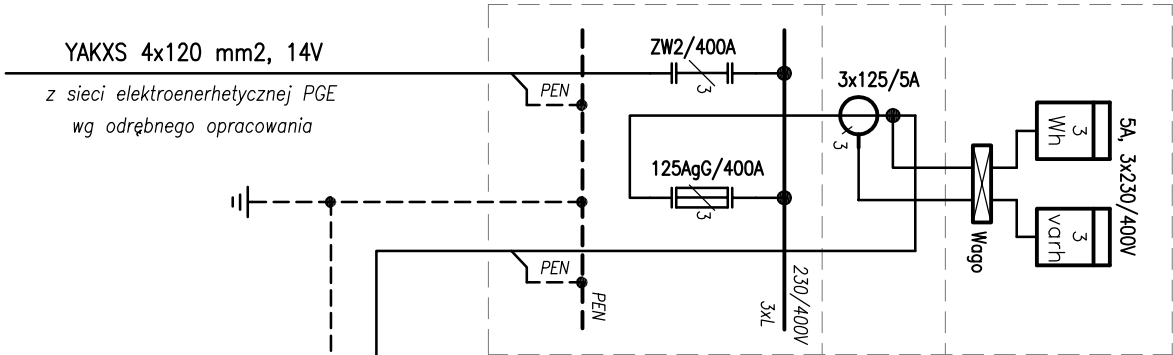 YAKXS 4x120 mm2, 14V
z sieci elektroenerhetycznej PGE
wg odrębnego opracowania
PEN
ZW2/400A
3
3x125/5A
3
125AgG/400A
3
PEN
PEN
230/400V
3xL
Wago
3
Wh
3
varh
5A, 3x230/400V